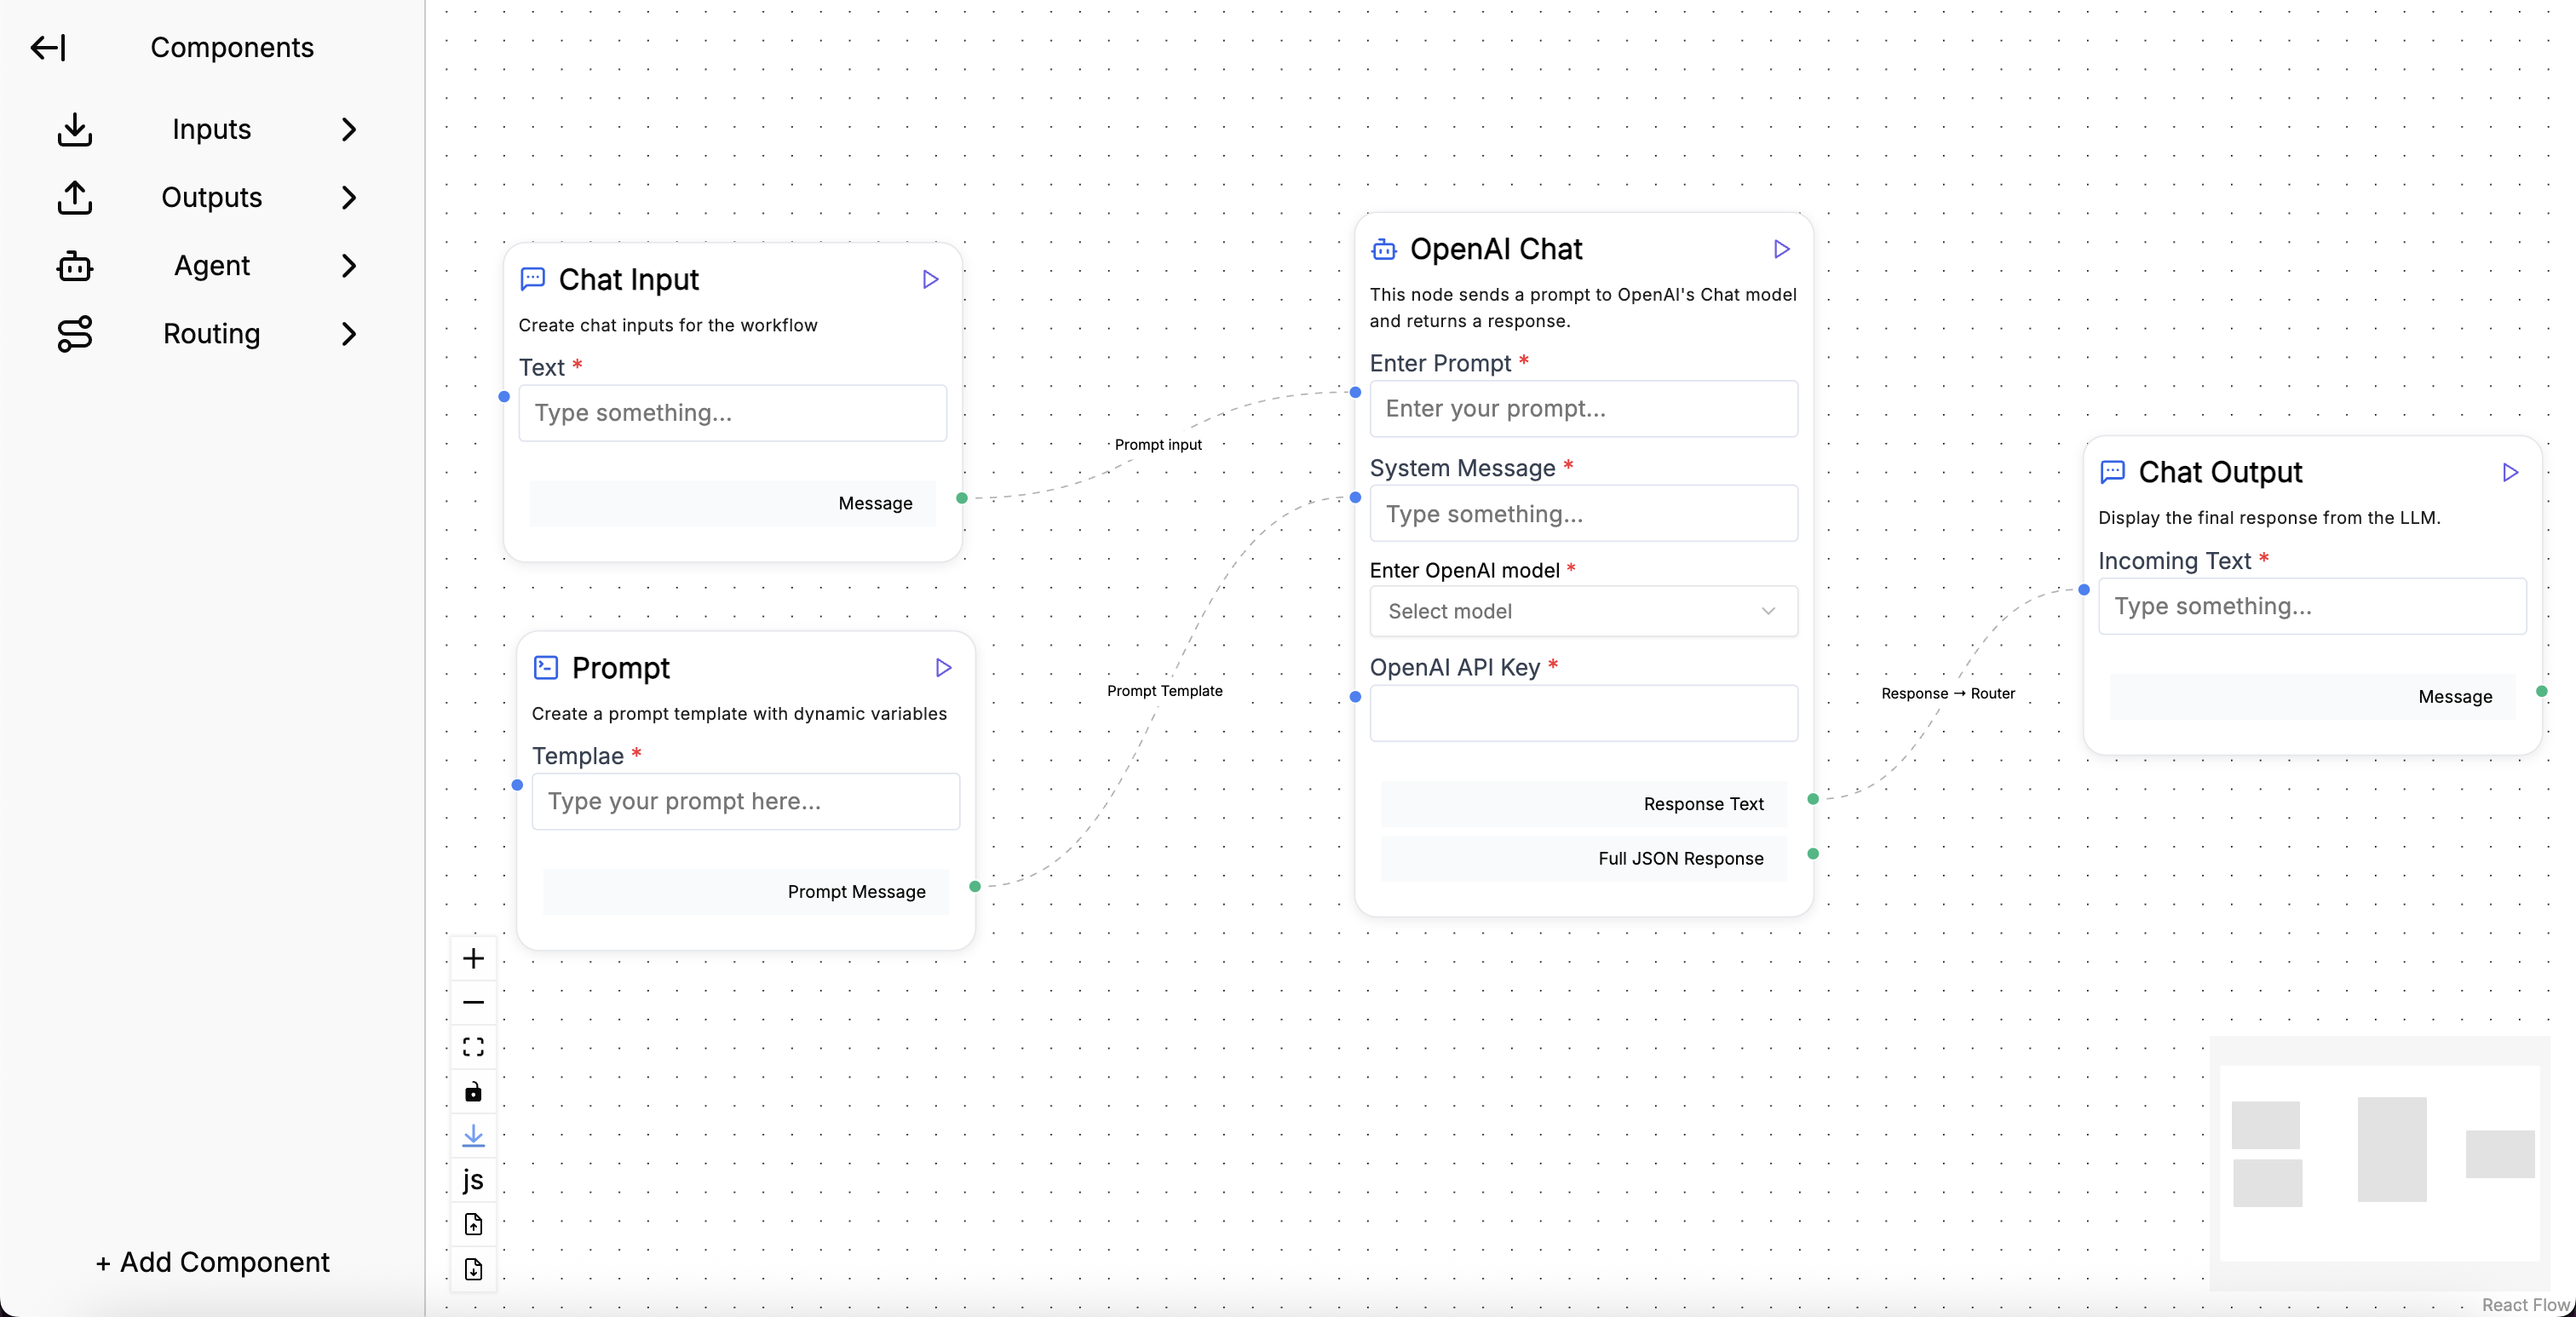 Components
Inputs
Outputs
Agent
Routing
+ Add Component
Chat Input
Create chat inputs for the workflow
Text *
Type something...
Message
Prompt
Create a prompt template with dynamic variables
Templae *
Type your prompt here...
Prompt Message
js
Prompt input
Prompt Template
OpenAI Chat
This node sends a prompt to OpenAI's Chat model
and returns a response.
Enter Prompt *
Enter your prompt...
System Message *
Type something...
Enter OpenAI model *
Select model
OpenAI API Key *
Response Text
Full JSON Response
Response → Router
Chat Output
Display the final response from the LLM.
Incoming Text *
Type something...
Message
React Flow